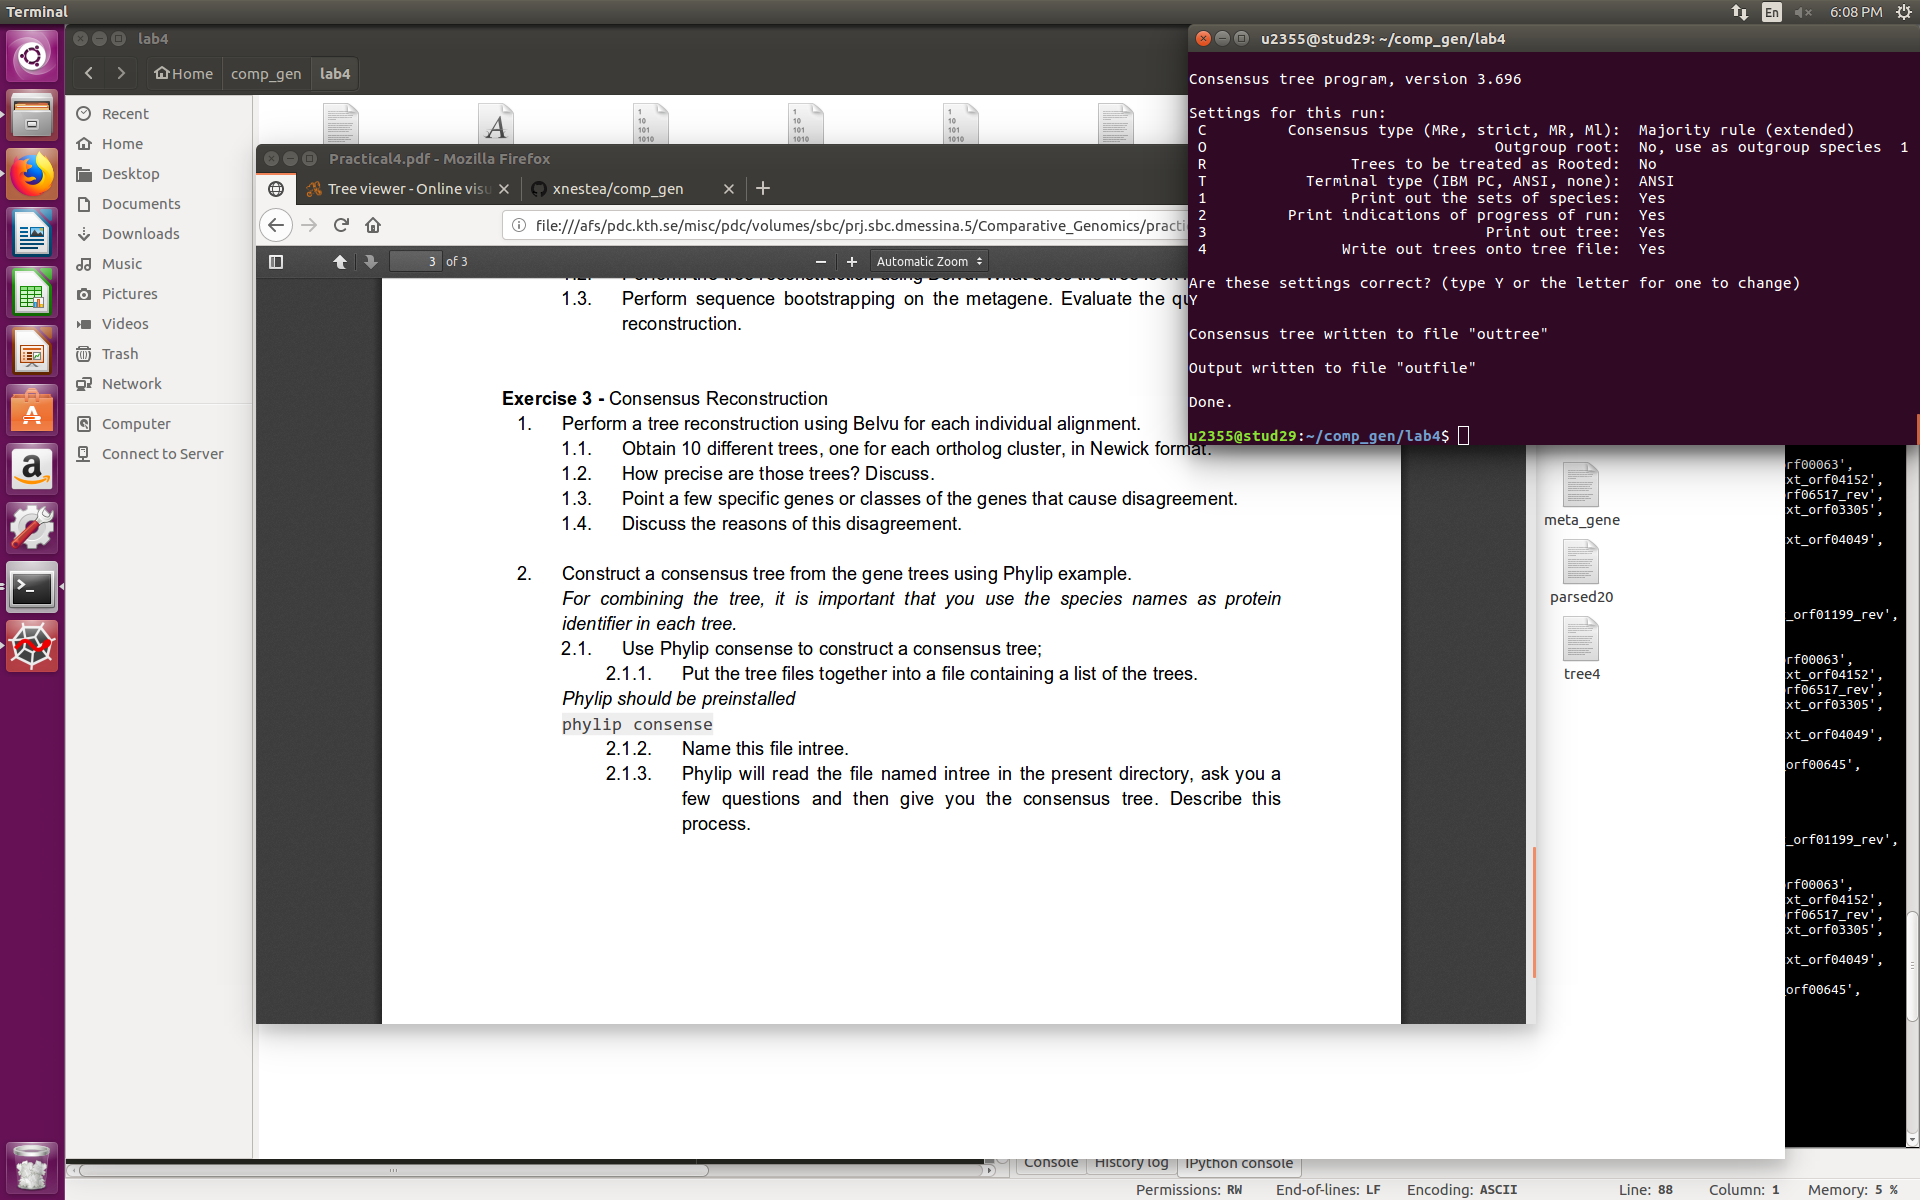 Terminal
En
6:08 PM
lab4
Home
comp_gen
lab4
Recent
Home
Desktop
Documents
Downloads
Music
Pictures
Videos
Trash
Network
Computer
Connect to Server
Practical4.pdf - Mozilla Firefox
Tree viewer - Online visu
xnestea/comp_gen
file:///afs/pdc.kth.se/misc/pdc/volumes/sbc/prj.sbc.dmessina.5/Comparative_Genomics/practi
3 of 3
Automatic Zoom
1.3. Perform sequence bootstrapping on the metagene. Evaluate the qu
reconstruction.
Exercise 3 - Consensus Reconstruction
1. Perform a tree reconstruction using Belvu for each individual alignment.
1.1. Obtain 10 different trees, one for each ortholog cluster, in Newick format.
1.2. How precise are those trees? Discuss.
1.3. Point a few specific genes or classes of the genes that cause disagreement.
1.4. Discuss the reasons of this disagreement.
2. Construct a consensus tree from the gene trees using Phylip example.
For combining the tree, it is important that you use the species names as protein
identifier in each tree.
2.1. Use Phylip consense to construct a consensus tree;
2.1.1. Put the tree files together into a file containing a list of the trees.
Phylip should be preinstalled
phylip consense
2.1.2. Name this file intree.
2.1.3. Phylip will read the file named intree in the present directory, ask you a
few questions and then give you the consensus tree. Describe this
process.
u2355@stud29: ~/comp_gen/lab4
Consensus tree program, version 3.696
Settings for this run:
C Consensus type (MRe, strict, MR, Ml): Majority rule (extended)
O Outgroup root: No, use as outgroup species 1
R Trees to be treated as Rooted: No
T Terminal type (IBM PC, ANSI, none): ANSI
1 Print out the sets of species: Yes
2 Print indications of progress of run: Yes
3 Print out tree: Yes
4 Write out trees onto tree file: Yes
Are these settings correct? (type Y or the letter for one to change)
Y
Consensus tree written to file "outtree"
Output written to file "outfile"
Done.
u2355@stud29:~/comp_gen/lab4$
meta_gene
parsed20
tree4
rf00063',
xt_orf04152',
rf06517_rev',
xt_orf03305',
xt_orf04049',
_orf01199_rev',
rf00063',
xt_orf04152',
rf06517_rev',
xt_orf03305',
xt_orf04049',
orf00645',
_orf01199_rev',
rf00063',
xt_orf04152',
rf06517_rev',
xt_orf03305',
xt_orf04049',
orf00645',
Console
History log
IPython console
Permissions: RW End-of-lines: LF Encoding: ASCII Line: 88 Column: 1 Memory: 5 %